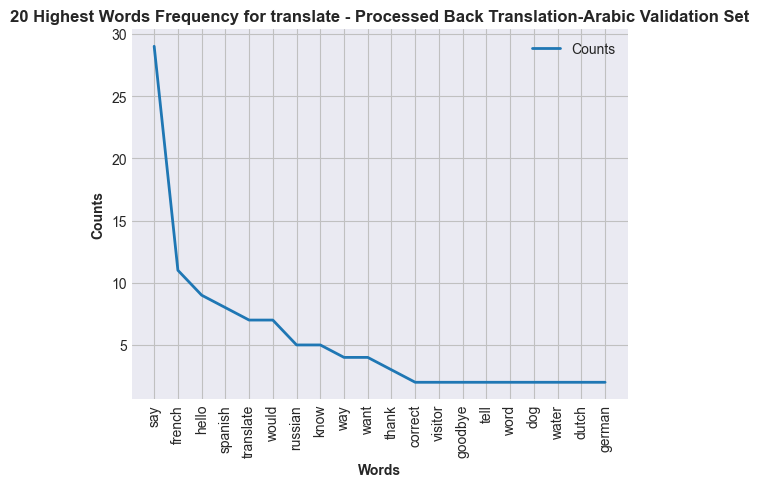 20 Highest Words Frequency for translate - Processed Back Translation-Arabic Validation Set
Counts
30
25
20
15
10
5
Counts
say
french
hello
spanish
translate
would
russian
know
way
want
thank
correct
visitor
goodbye
tell
word
dog
water
dutch
german
Words